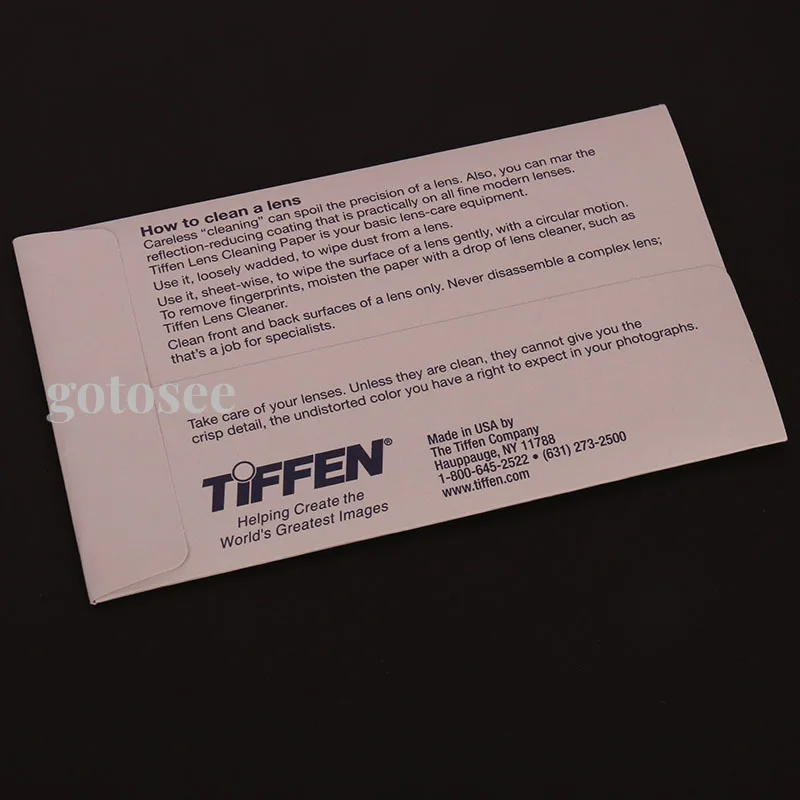 How to clean a lens
Careless "cleaning" can spoil the precision of a lens. Also, you can mar the
reflection-reducing coating that is practically on all fine modern lenses.
Tiffen Lens Cleaning Paper is your basic lens-care equipment.
Use it, loosely wadded, to wipe dust from a lens.
Use it, sheet-wise, to wipe the surface of a lens gently, with a circular motion.
To remove fingerprints, moisten the paper with a drop of lens cleaner, such as
Tiffen Lens Cleaner.
Clean front and back surfaces of a lens only. Never disassemble a complex lens;
that's a job for specialists.
Take care of your lenses. Unless they are clean, they cannot give you the
crisp detail, the undistorted color you have a right to expect in your photographs.
gotosee
TIFFEN®
Helping Create the
World's Greatest Images
Made in USA by
The Tiffen Company
Hauppauge, NY 11788
1-800-645-2522 • (631) 273-2500
www.tiffen.com